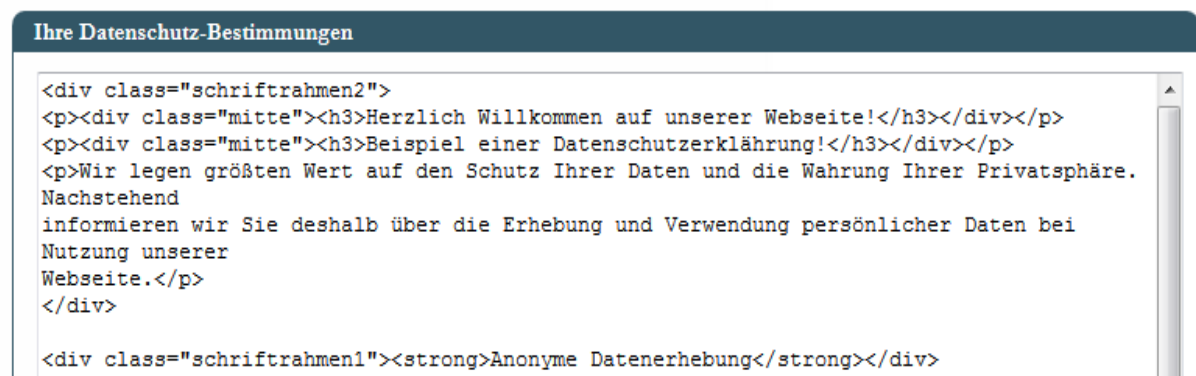 Ihre Datenschutz-Bestimmungen
<div class="schriftrahmen2">
<p><div class="mitte"><h3>Herzlich Willkommen auf unserer Webseite!</h3></div></p>
<p><div class="mitte"><h3>Beispiel einer Datenschutzerklährung!</h3></div></p>
<p>Wir legen größten Wert auf den Schutz Ihrer Daten und die Wahrung Ihrer Privatsphäre.
Nachstehend
informieren wir Sie deshalb über die Erhebung und Verwendung persönlicher Daten bei
Nutzung unserer
Webseite.</p>
</div>
<div class="schriftrahmen1"><strong>Anonyme Datenerhebung</strong></div>